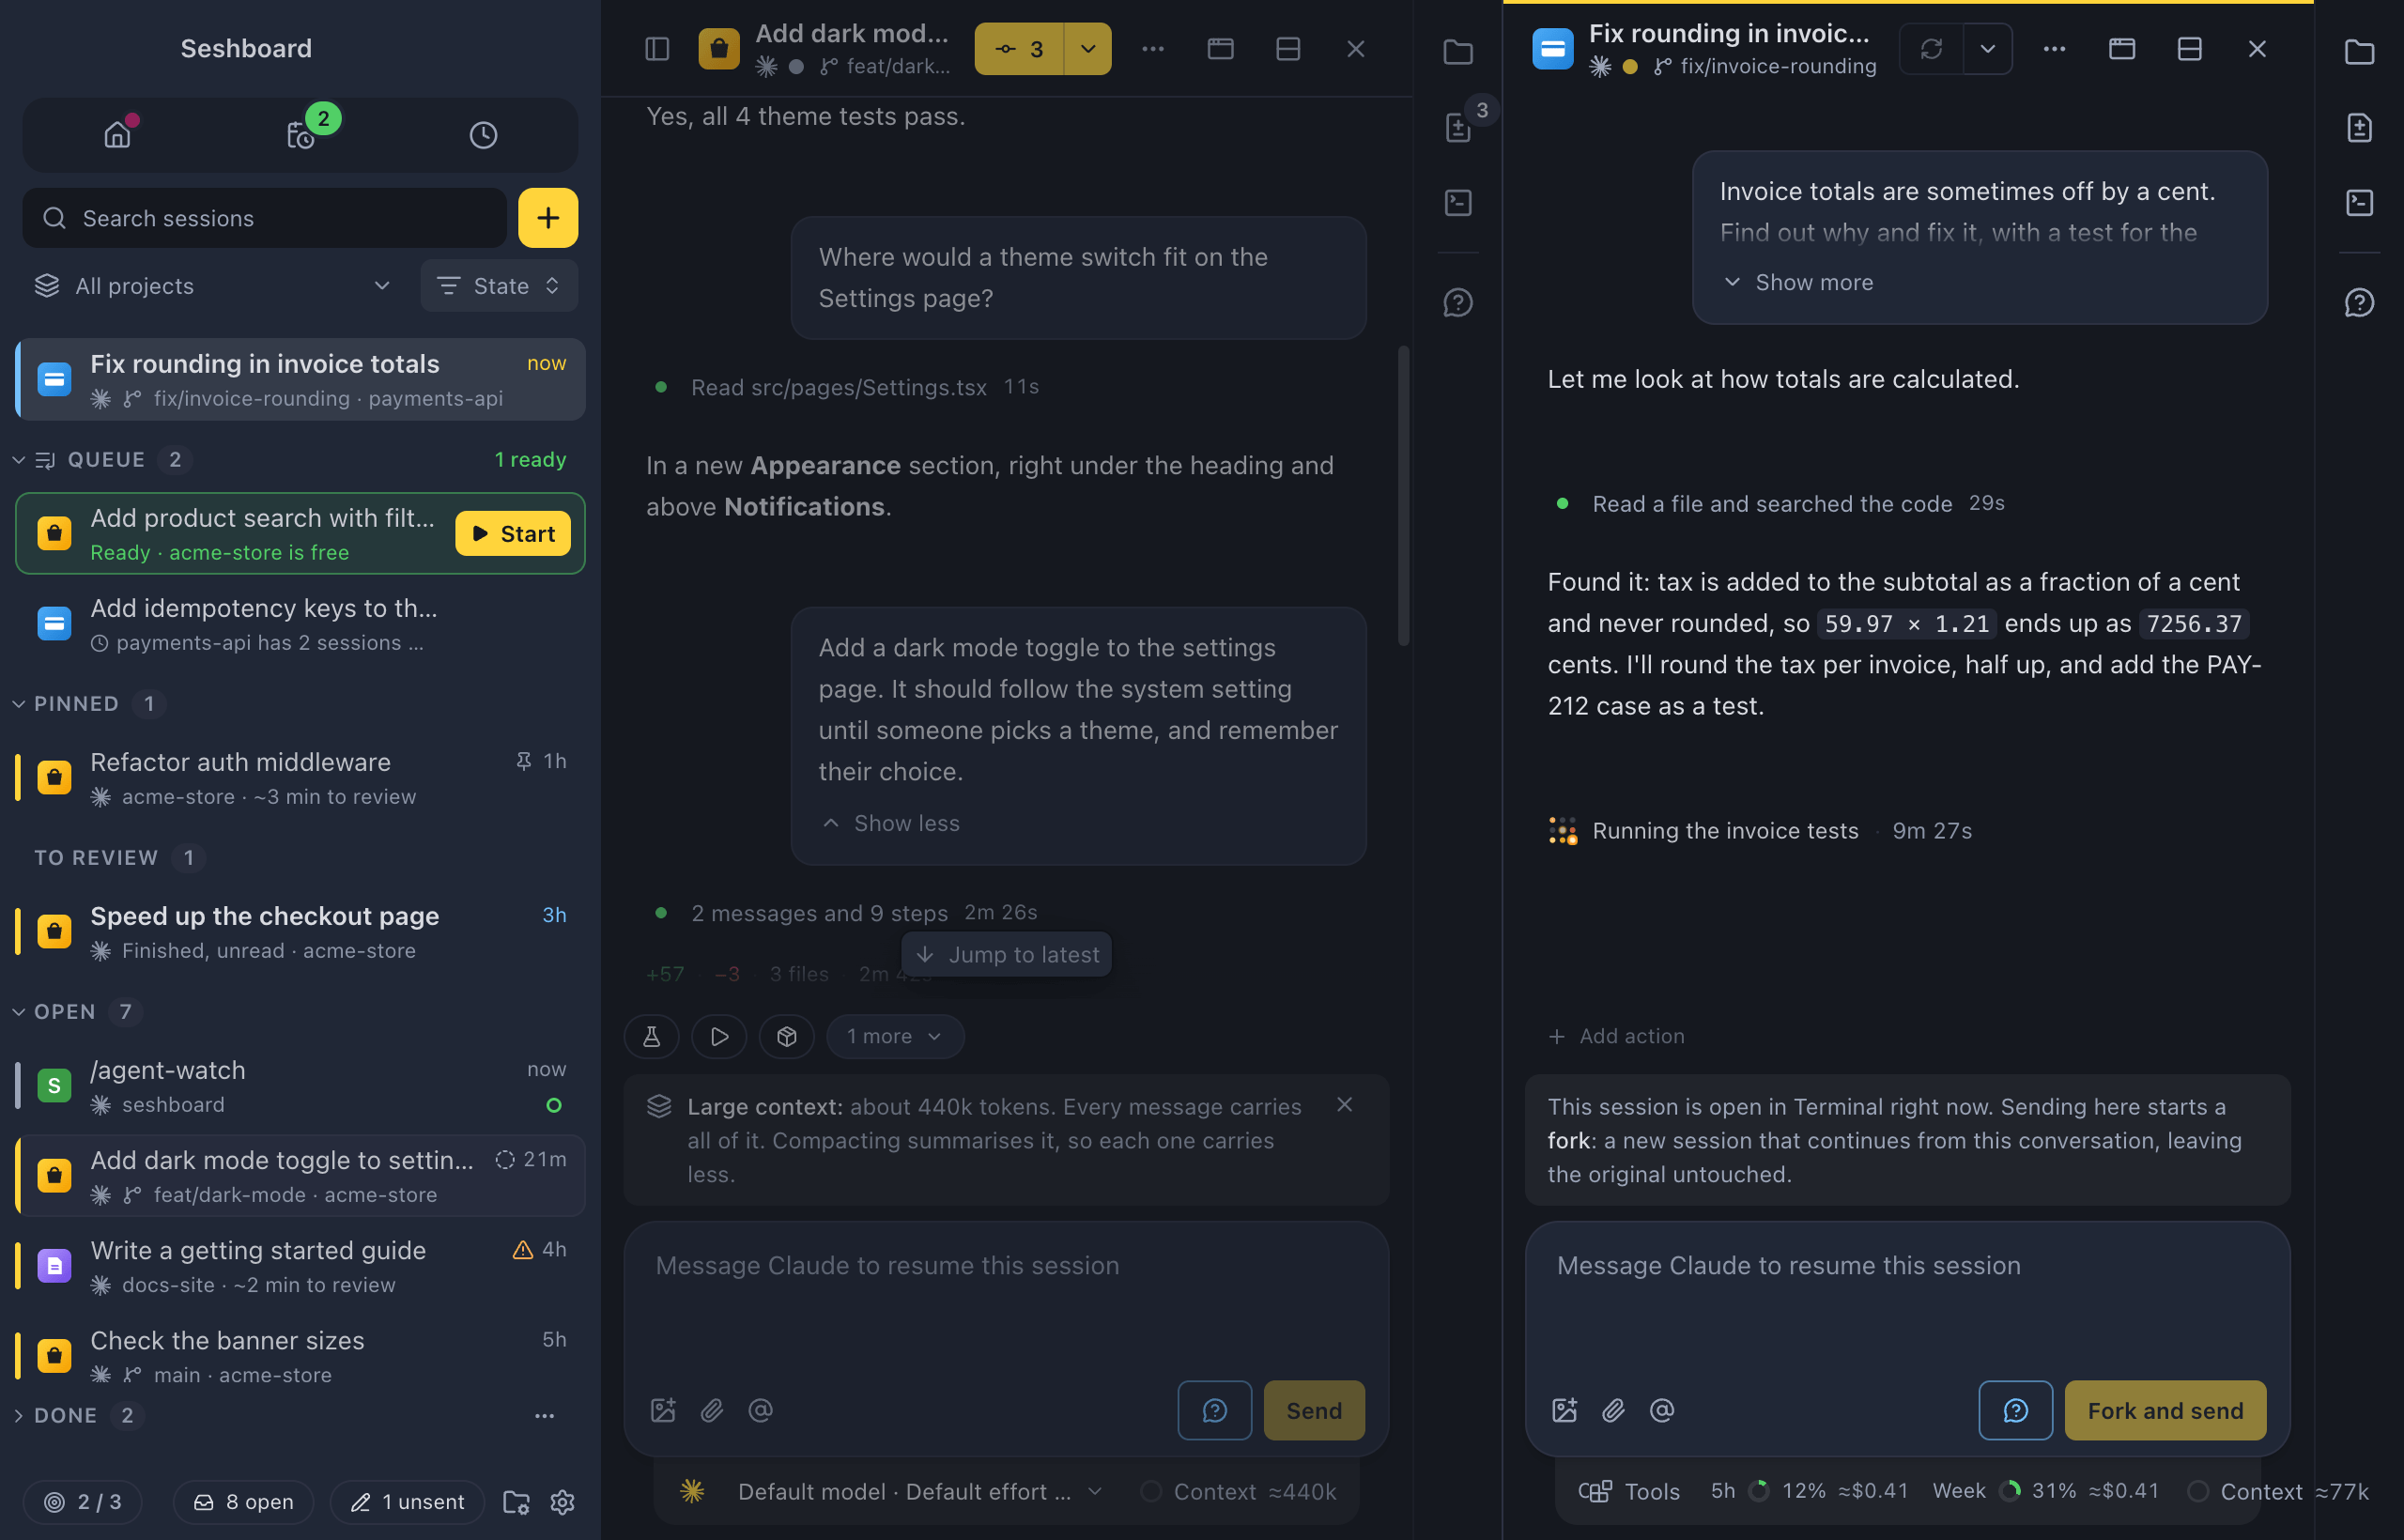 Seshboard
2
Search sessions
All projects
State
Fix rounding in invoice totals
now
fix/invoice-rounding · payments-api
QUEUE 2
1 ready
Add product search with filt...
Ready · acme-store is free
Start
Add idempotency keys to th...
payments-api has 2 sessions ...
PINNED 1
Refactor auth middleware
1h
acme-store · ~3 min to review
TO REVIEW 1
Speed up the checkout page
3h
Finished, unread · acme-store
OPEN 7
S
/agent-watch
now
seshboard
Add dark mode toggle to settin...
21m
feat/dark-mode · acme-store
Write a getting started guide
4h
docs-site · ~2 min to review
Check the banner sizes
5h
main · acme-store
DONE 2
2 / 3
8 open
1 unsent
Add dark mod...
feat/dark...
3
Yes, all 4 theme tests pass.
Where would a theme switch fit on the
Settings page?
Read src/pages/Settings.tsx 11s
In a new Appearance section, right under the heading and
above Notifications.
Add a dark mode toggle to the settings
page. It should follow the system setting
until someone picks a theme, and remember
their choice.
Show less
2 messages and 9 steps 2m 26s
Jump to latest
+57 · −3 · 3 files · 2m 42s
1 more
Large context: about 440k tokens. Every message carries
all of it. Compacting summarises it, so each one carries
less.
Message Claude to resume this session
@
Send
Default model · Default effort ...
Context ≈440k
3
Fix rounding in invoic...
fix/invoice-rounding
Invoice totals are sometimes off by a cent.
Find out why and fix it, with a test for the
Show more
Let me look at how totals are calculated.
Read a file and searched the code 29s
Found it: tax is added to the subtotal as a fraction of a cent
and never rounded, so 59.97 × 1.21 ends up as 7256.37
cents. I'll round the tax per invoice, half up, and add the PAY-
212 case as a test.
Running the invoice tests · 9m 27s
Add action
This session is open in Terminal right now. Sending here starts a
fork: a new session that continues from this conversation, leaving
the original untouched.
Message Claude to resume this session
@
Fork and send
Tools
5h 12% ≈$0.41
Week 31% ≈$0.41
Context ≈77k